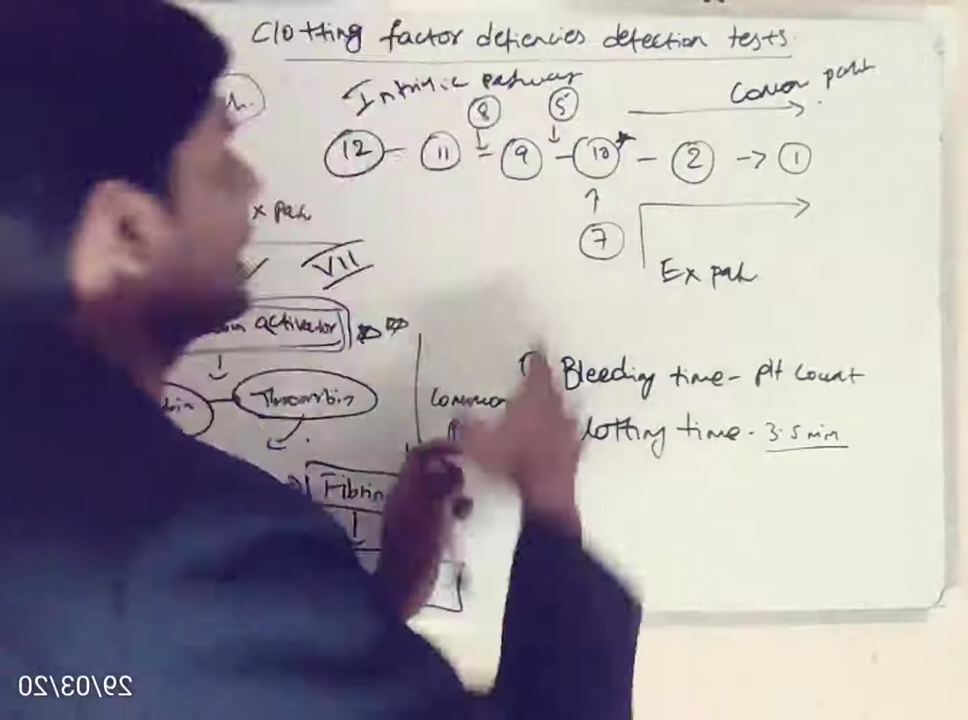 Clotting factor defiencies detection tests.
Intrinsic pathway
Common path
8 5
12 - 11 - 9 - 10* - 2 -> 1
7
Ex path
x path
VII
activator
Thrombin
Common
Fibrin
Bleeding time - plt count
lotting time - 3-5 min
29/03/20